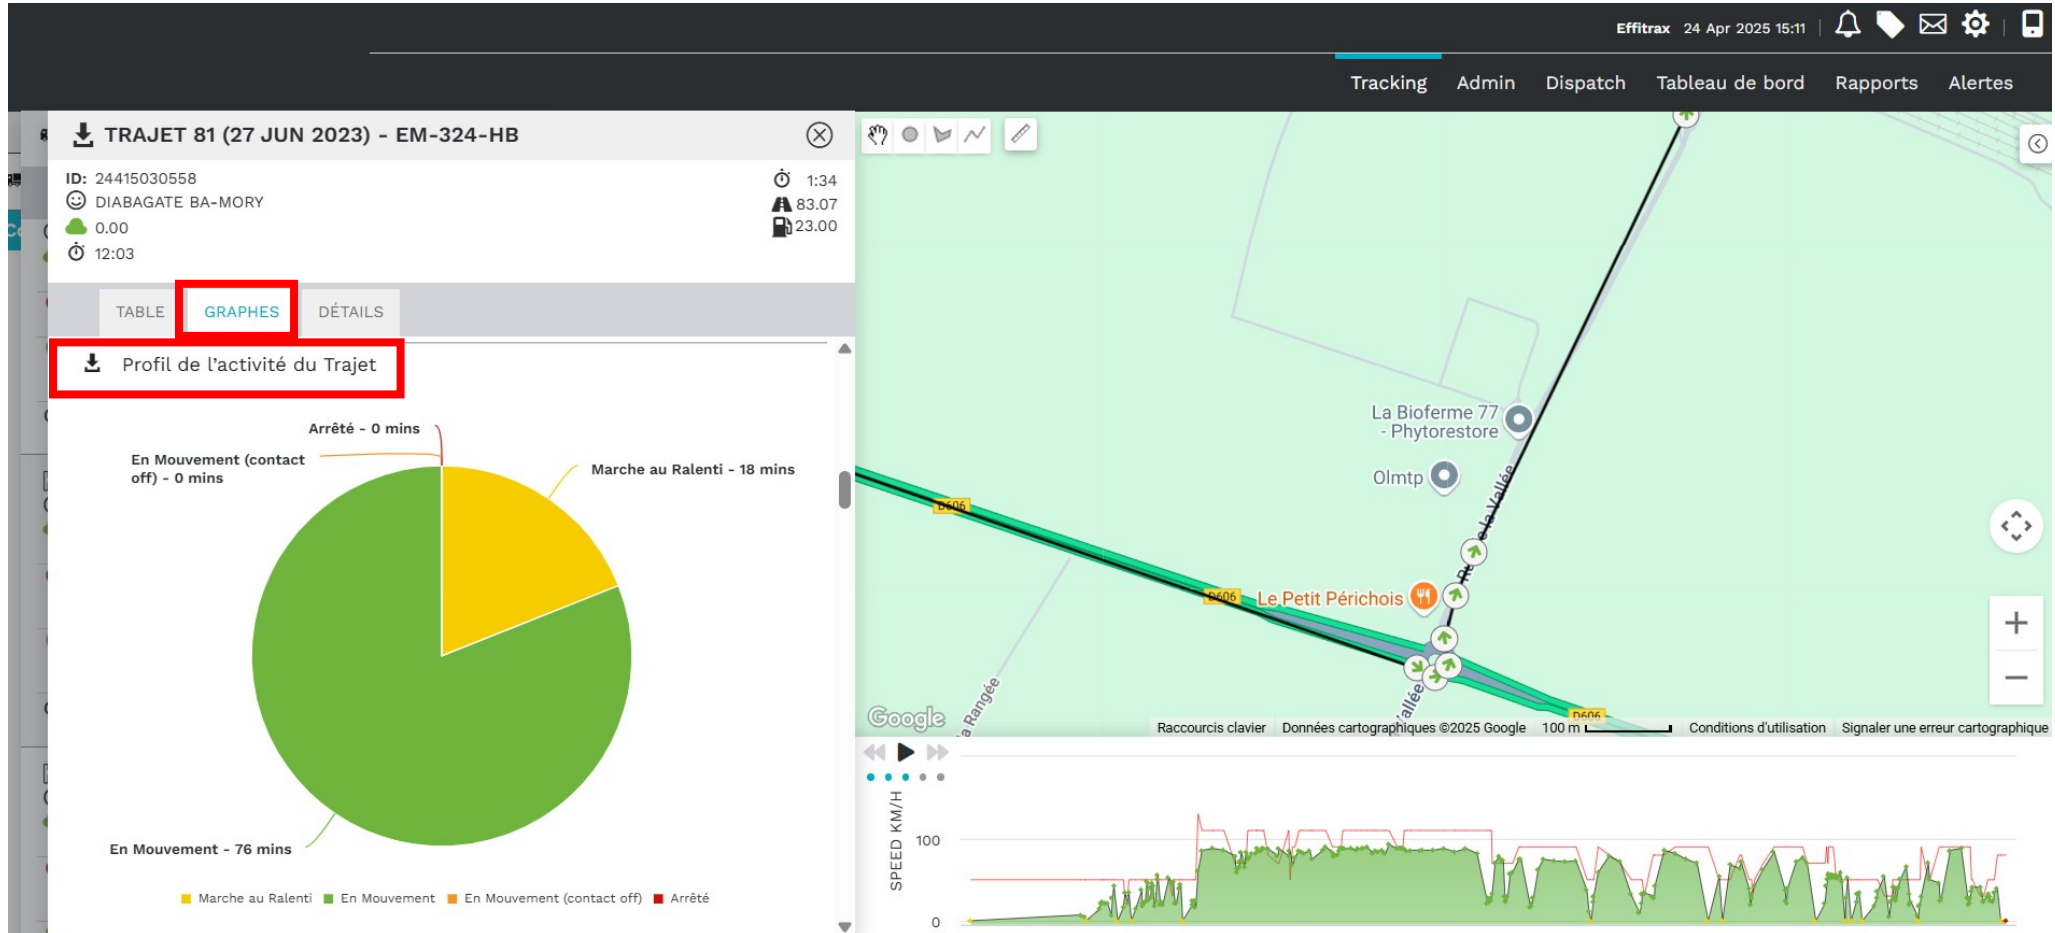 Effitrax 24 Apr 2025 15:11
Tracking Admin Dispatch Tableau de bord Rapports Alertes
TRAJET 81 (27 JUN 2023) - EM-324-HB
ID: 24415030558
1:34
DIABAGATE BA-MORY
83.07
0.00
23.00
12:03
TABLE GRAPHES DÉTAILS
Profil de l’activité du Trajet
Arrêté - 0 mins
En Mouvement (contact
off) - 0 mins
Marche au Ralenti - 18 mins
En Mouvement - 76 mins
Marche au Ralenti En Mouvement En Mouvement (contact off) Arrêté
La Bioferme 77
- Phytorestore
Olmtp
D606
D606
Le Petit Périchois
D606
Google
Raccourcis clavier Données cartographiques ©2025 Google 100 m Conditions d'utilisation Signaler une erreur cartographique
SPEED KM/H
100
0